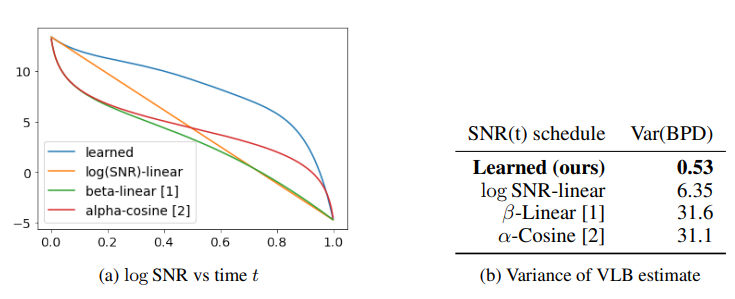 10
5
0
−5
0.0 0.2 0.4 0.6 0.8 1.0
learned
log(SNR)-linear
beta-linear [1]
alpha-cosine [2]
(a) log SNR vs time t
SNR(t) schedule Var(BPD)
Learned (ours) 0.53
log SNR-linear 6.35
β-Linear [1] 31.6
α-Cosine [2] 31.1
(b) Variance of VLB estimate